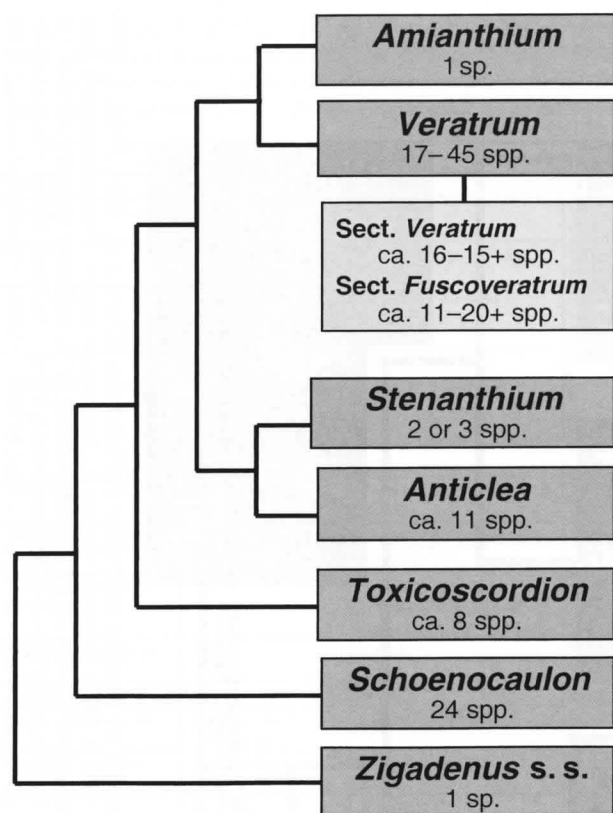 Amianthium
1 sp.
Veratrum
17–45 spp.
Sect. Veratrum
ca. 16–15+ spp.
Sect. Fuscoveratrum
ca. 11–20+ spp.
Stenanthium
2 or 3 spp.
Anticlea
ca. 11 spp.
Toxicoscordion
ca. 8 spp.
Schoenocaulon
24 spp.
Zigadenus s. s.
1 sp.